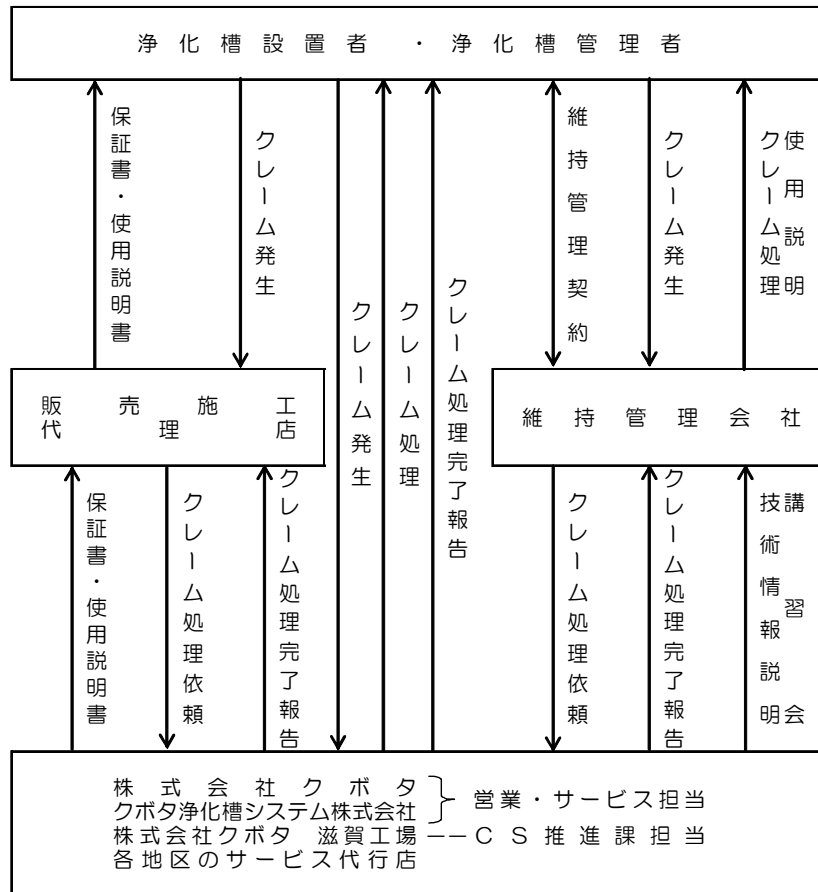 浄化槽設置者・浄化槽管理者
保証書・使用説明書
クレーム発生
クレーム発生
クレーム処理
クレーム処理完了報告
維持管理契約
クレーム発生
使用説明
クレーム処理
販売施工
代理店
維持管理会社
保証書・使用説明書
クレーム処理依頼
クレーム処理完了報告
クレーム処理依頼
クレーム処理完了報告
講習会
技術情報説明
株式会社クボタ
クボタ浄化槽システム株式会社
営業・サービス担当
株式会社クボタ 滋賀工場 ーーCS推進課担当
各地区のサービス代行店